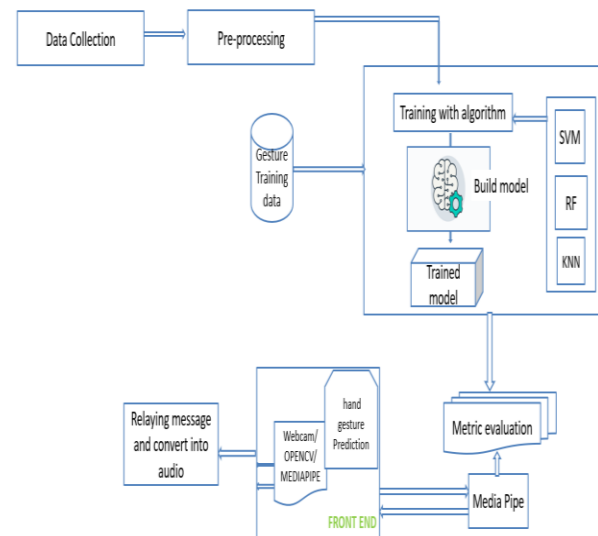 Data Collection
Pre-processing
Training with algorithm
SVM
Gesture
Training
data
Build model
RF
KNN
Trained
model
hand
gesture
Prediction
Webcam/
OPENCV/
MEDIAPIPE
Relaying message
and convert into
audio
Metric evaluation
Media Pipe
FRONT END